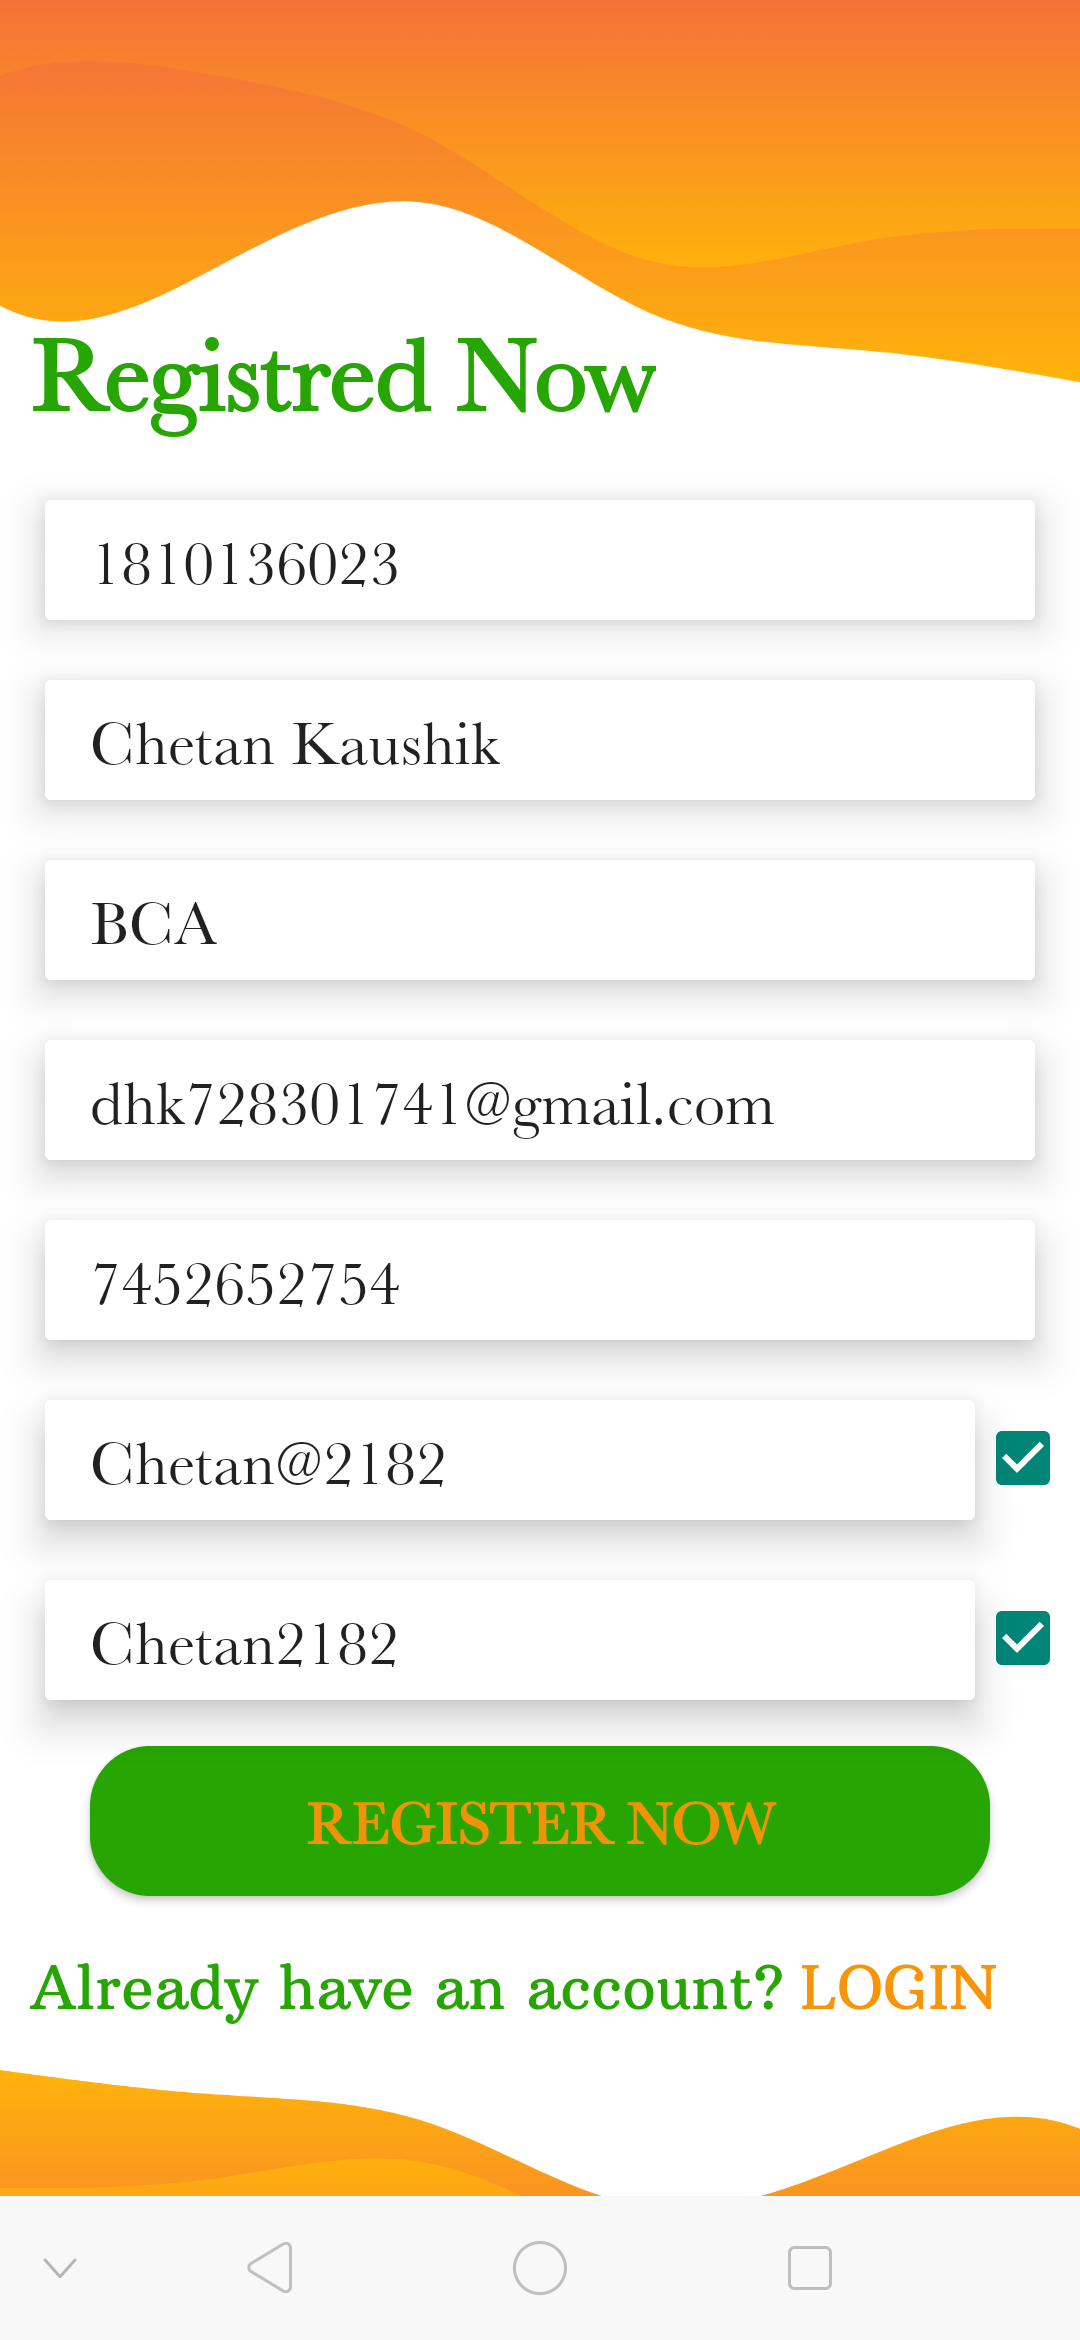 Registred Now
1810136023
Chetan Kaushik
BCA
dhk728301741@gmail.com
7452652754
Chetan@2182
Chetan2182
REGISTER NOW
Already have an account? LOGIN